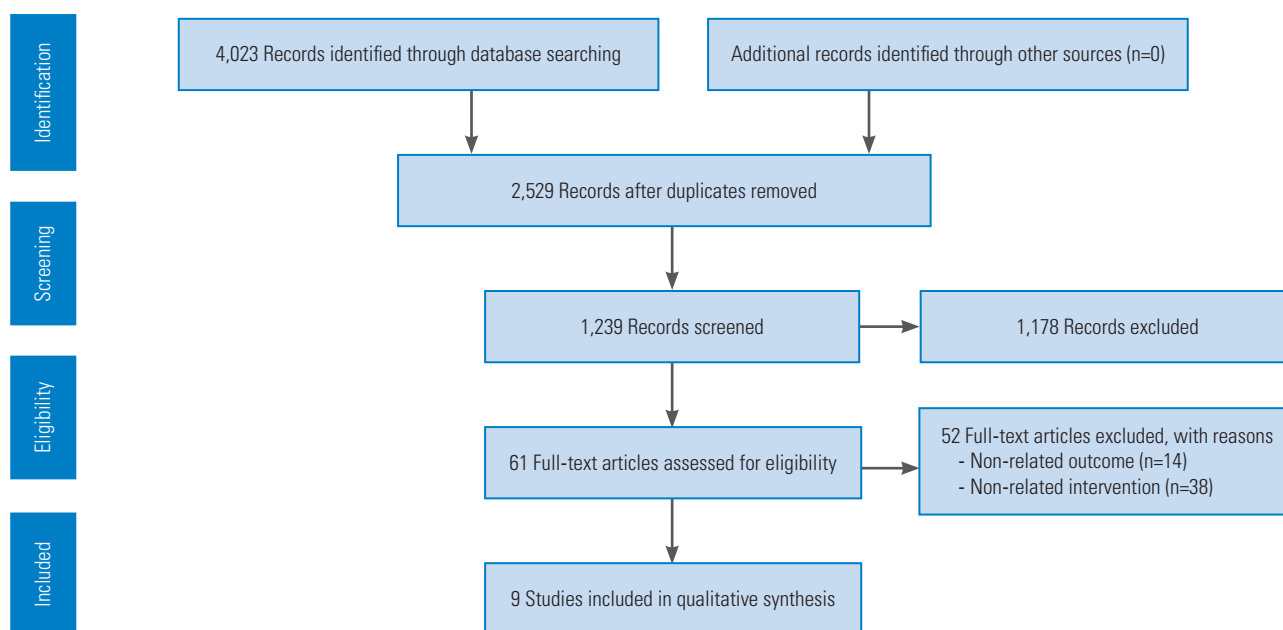 Identification
4,023 Records identified through database searching
Additional records identified through other sources (n=0)
2,529 Records after duplicates removed
Screening
1,239 Records screened
1,178 Records excluded
Eligibility
61 Full-text articles assessed for eligibility
52 Full-text articles excluded, with reasons
- Non-related outcome (n=14)
- Non-related intervention (n=38)
Included
9 Studies included in qualitative synthesis